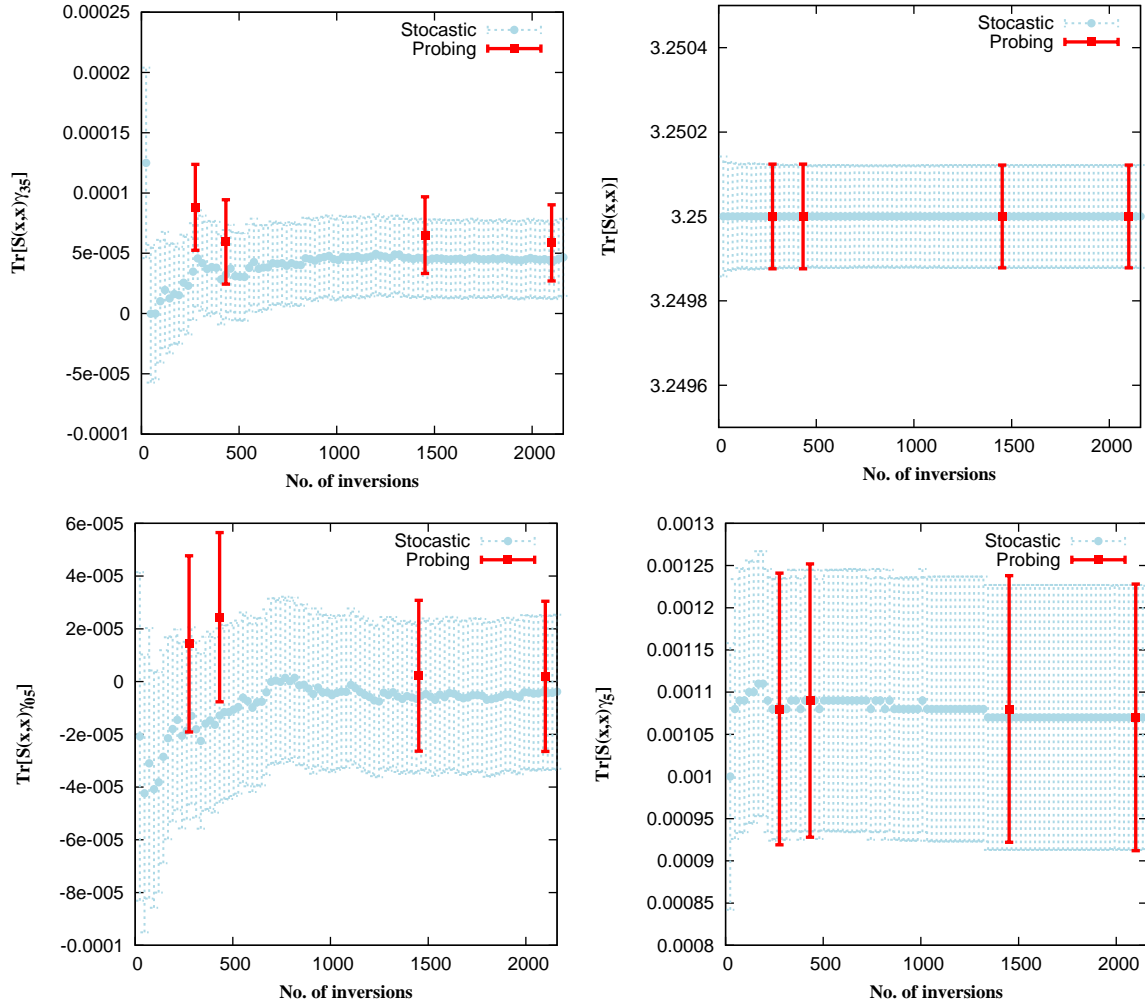 0.00025
0.0002
0.00015
0.0001
5e-005
0
-5e-005
-0.0001
Tr[S(x,x)γ35]
Stocastic
Probing
0 500 1000 1500 2000
No. of inversions
3.2504
3.2502
3.25
3.2498
3.2496
Tr[S(x,x)]
Stocastic
Probing
0 500 1000 1500 2000
No. of inversions
6e-005
4e-005
2e-005
0
-2e-005
-4e-005
-6e-005
-8e-005
-0.0001
Tr[S(x,x)γ05]
Stocastic
Probing
0 500 1000 1500 2000
No. of inversions
0.0013
0.00125
0.0012
0.00115
0.0011
0.00105
0.001
0.00095
0.0009
0.00085
0.0008
Tr[S(x,x)γ5]
Stocastic
Probing
0 500 1000 1500 2000
No. of inversions